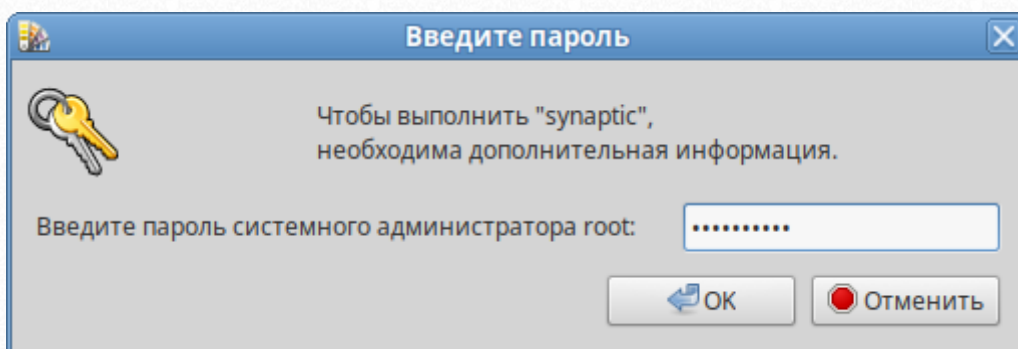 Введите пароль
Чтобы выполнить "synaptic",
необходима дополнительная информация.
Введите пароль системного администратора root: ••••••••••
OK
Отменить